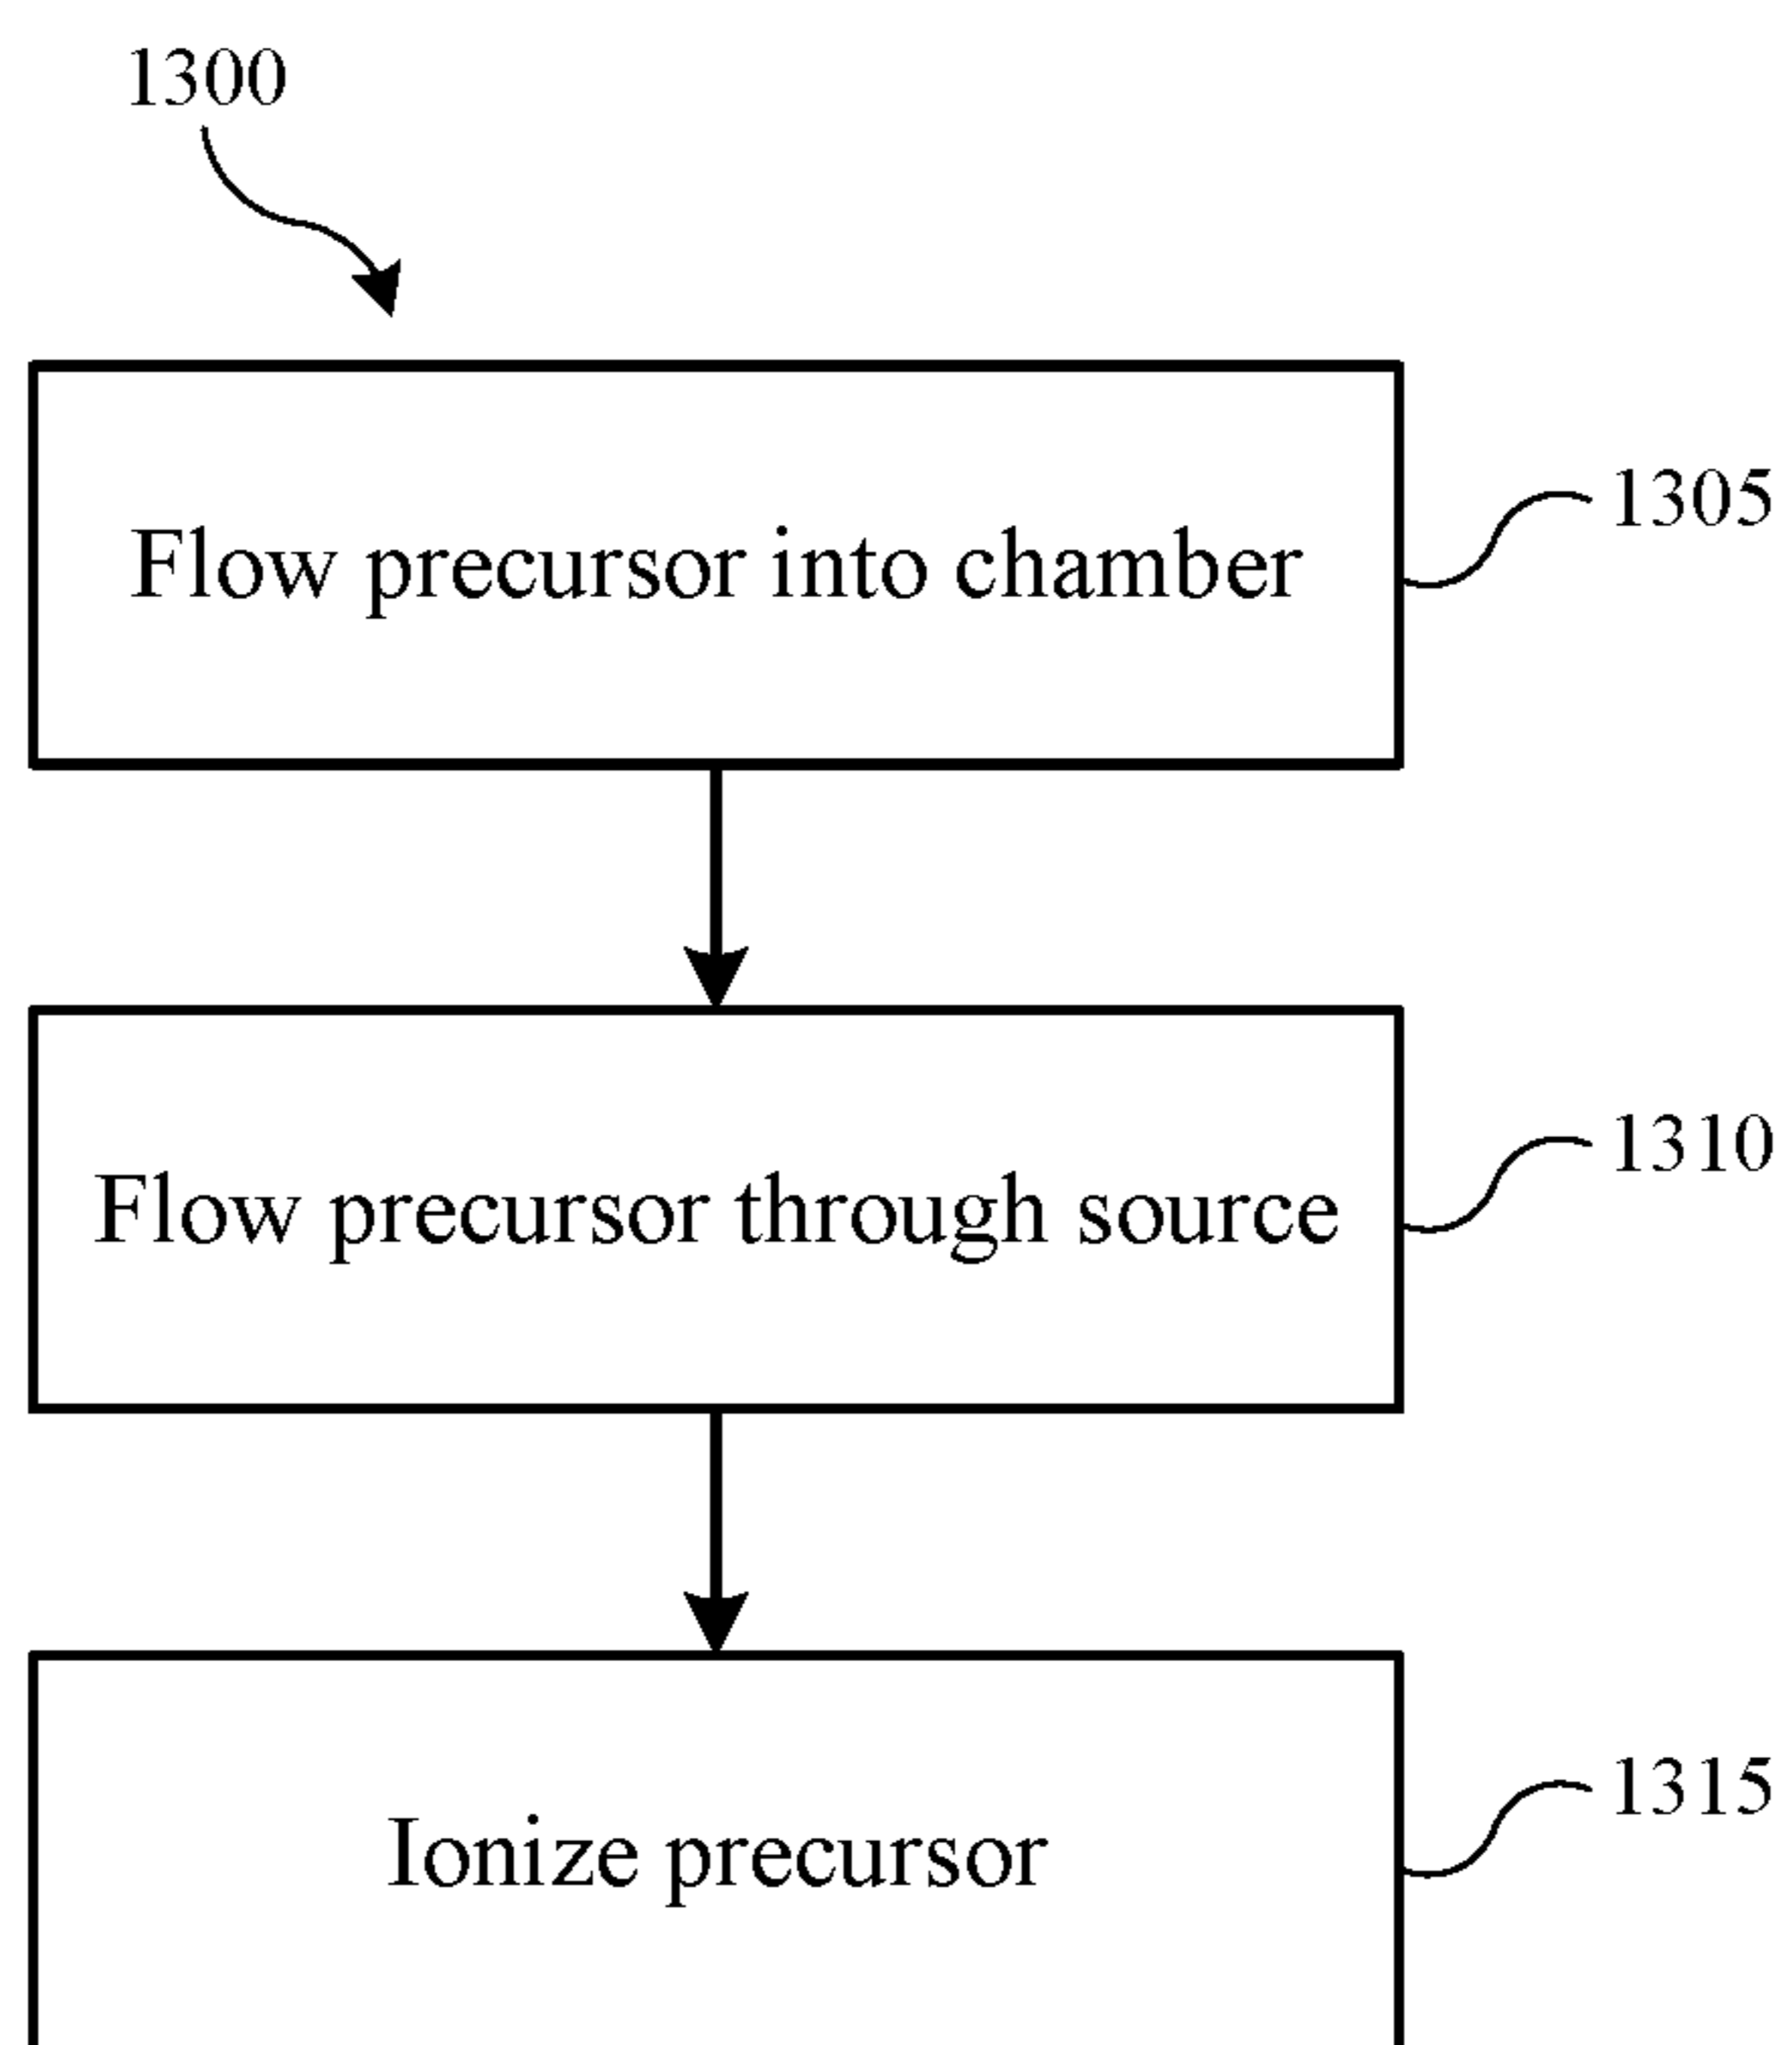 1300
Flow precursor into chamber
1305
Flow precursor through source
1310
Ionize precursor
1315